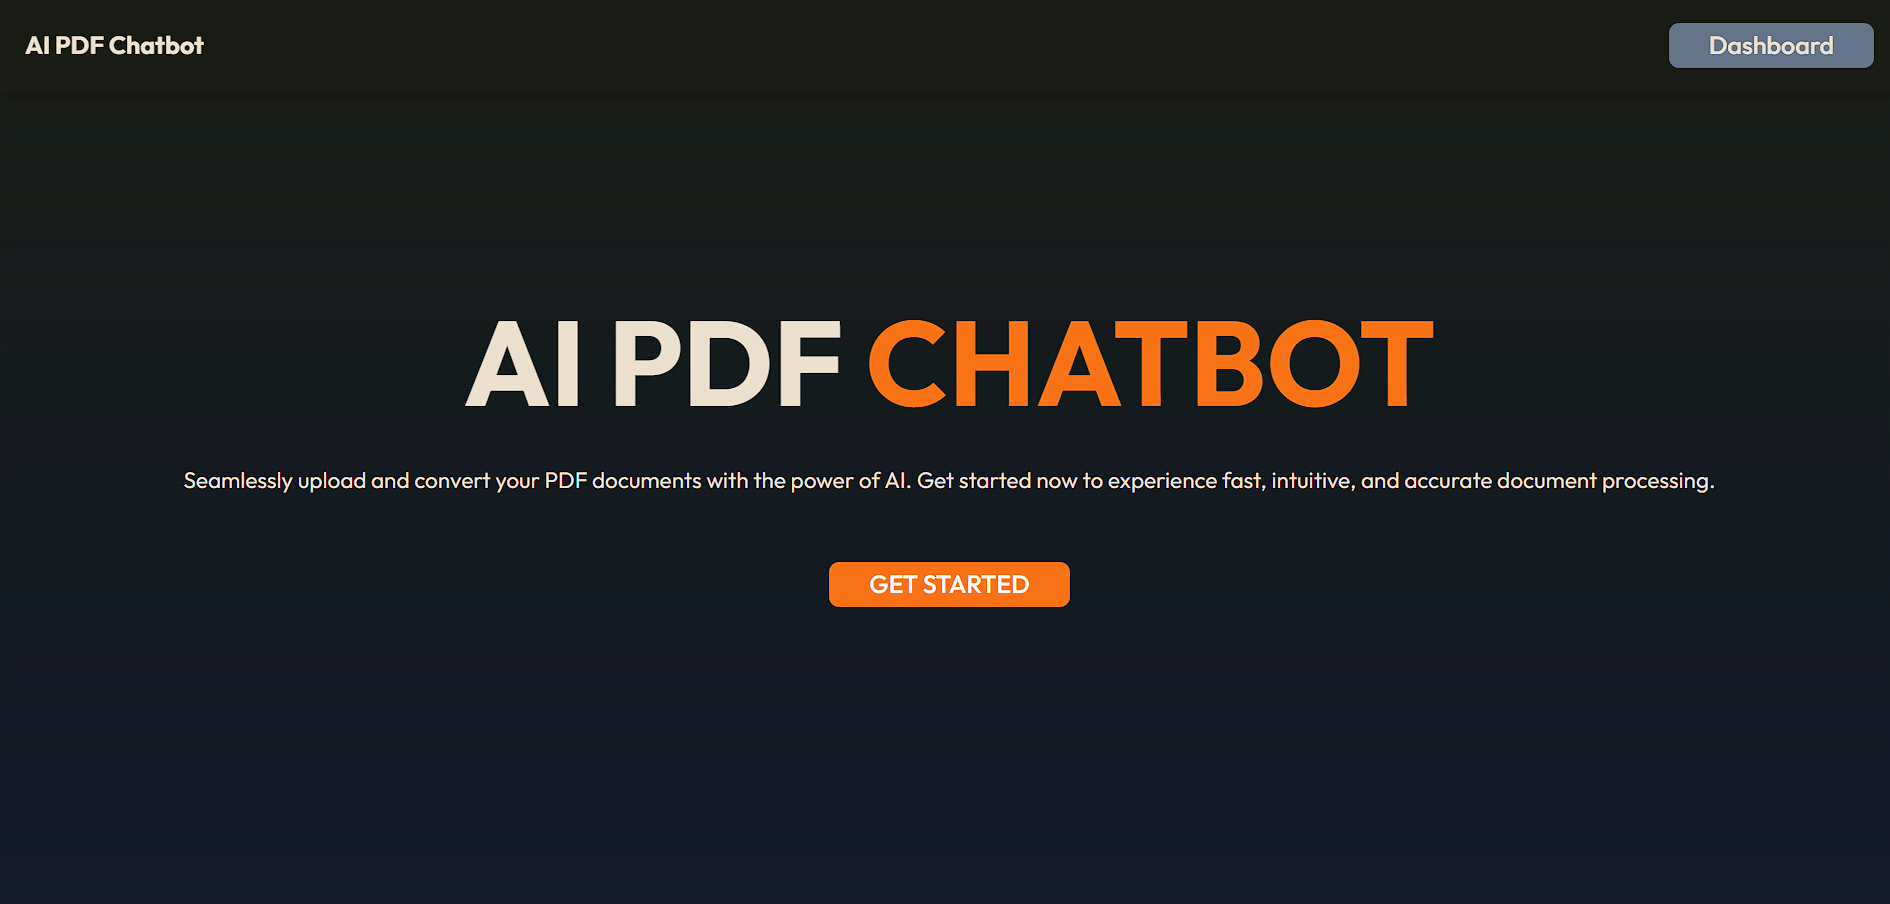 AI PDF Chatbot
Dashboard
AI PDF CHATBOT
Seamlessly upload and convert your PDF documents with the power of AI. Get started now to experience fast, intuitive, and accurate document processing.
GET STARTED